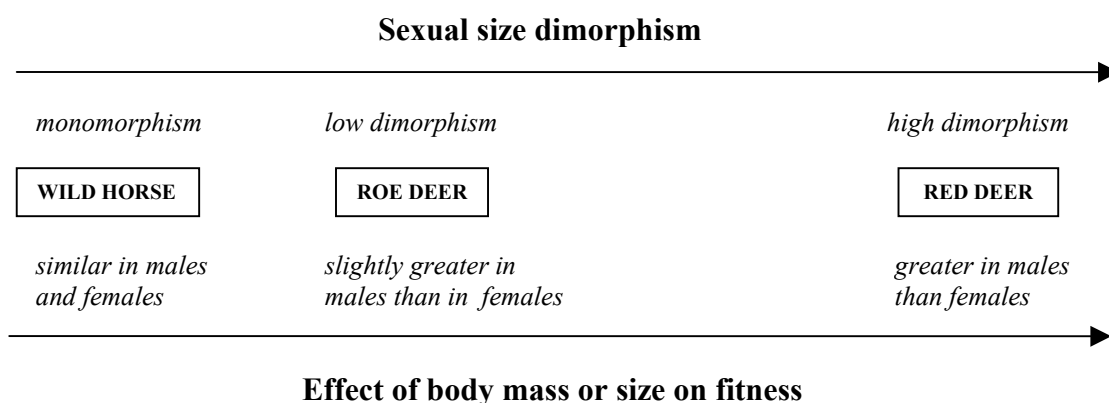 Sexual size dimorphism
monomorphism low dimorphism high dimorphism
WILD HORSE ROE DEER RED DEER
similar in males slightly greater in greater in males
and females males than in females than females
Effect of body mass or size on fitness